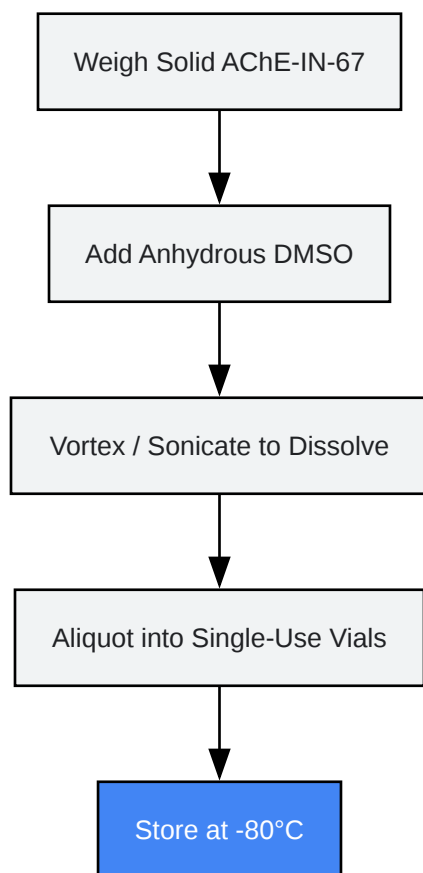 Weigh Solid AChE-IN-67
Add Anhydrous DMSO
Vortex / Sonicate to Dissolve
Aliquot into Single-Use Vials
Store at -80°C